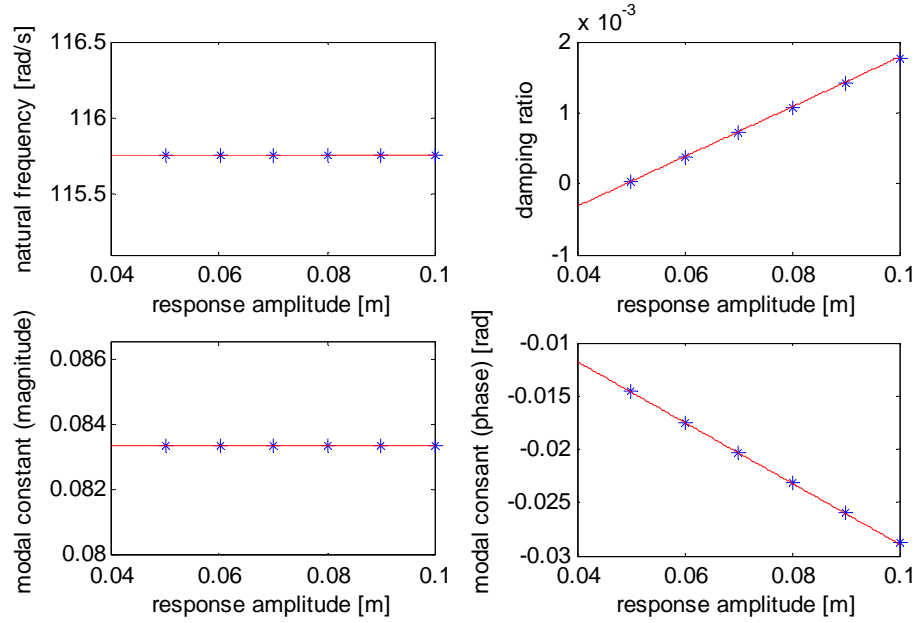 116.5
116
115.5
natural frequency [rad/s]
0.04 0.06 0.08 0.1
response amplitude [m]
x 10^-3
2
1
0
-1
damping ratio
0.04 0.06 0.08 0.1
response amplitude [m]
0.086
0.084
0.082
0.08
modal constant (magnitude)
0.04 0.06 0.08 0.1
response amplitude [m]
-0.01
-0.015
-0.02
-0.025
-0.03
modal consant (phase) [rad]
0.04 0.06 0.08 0.1
response amplitude [m]